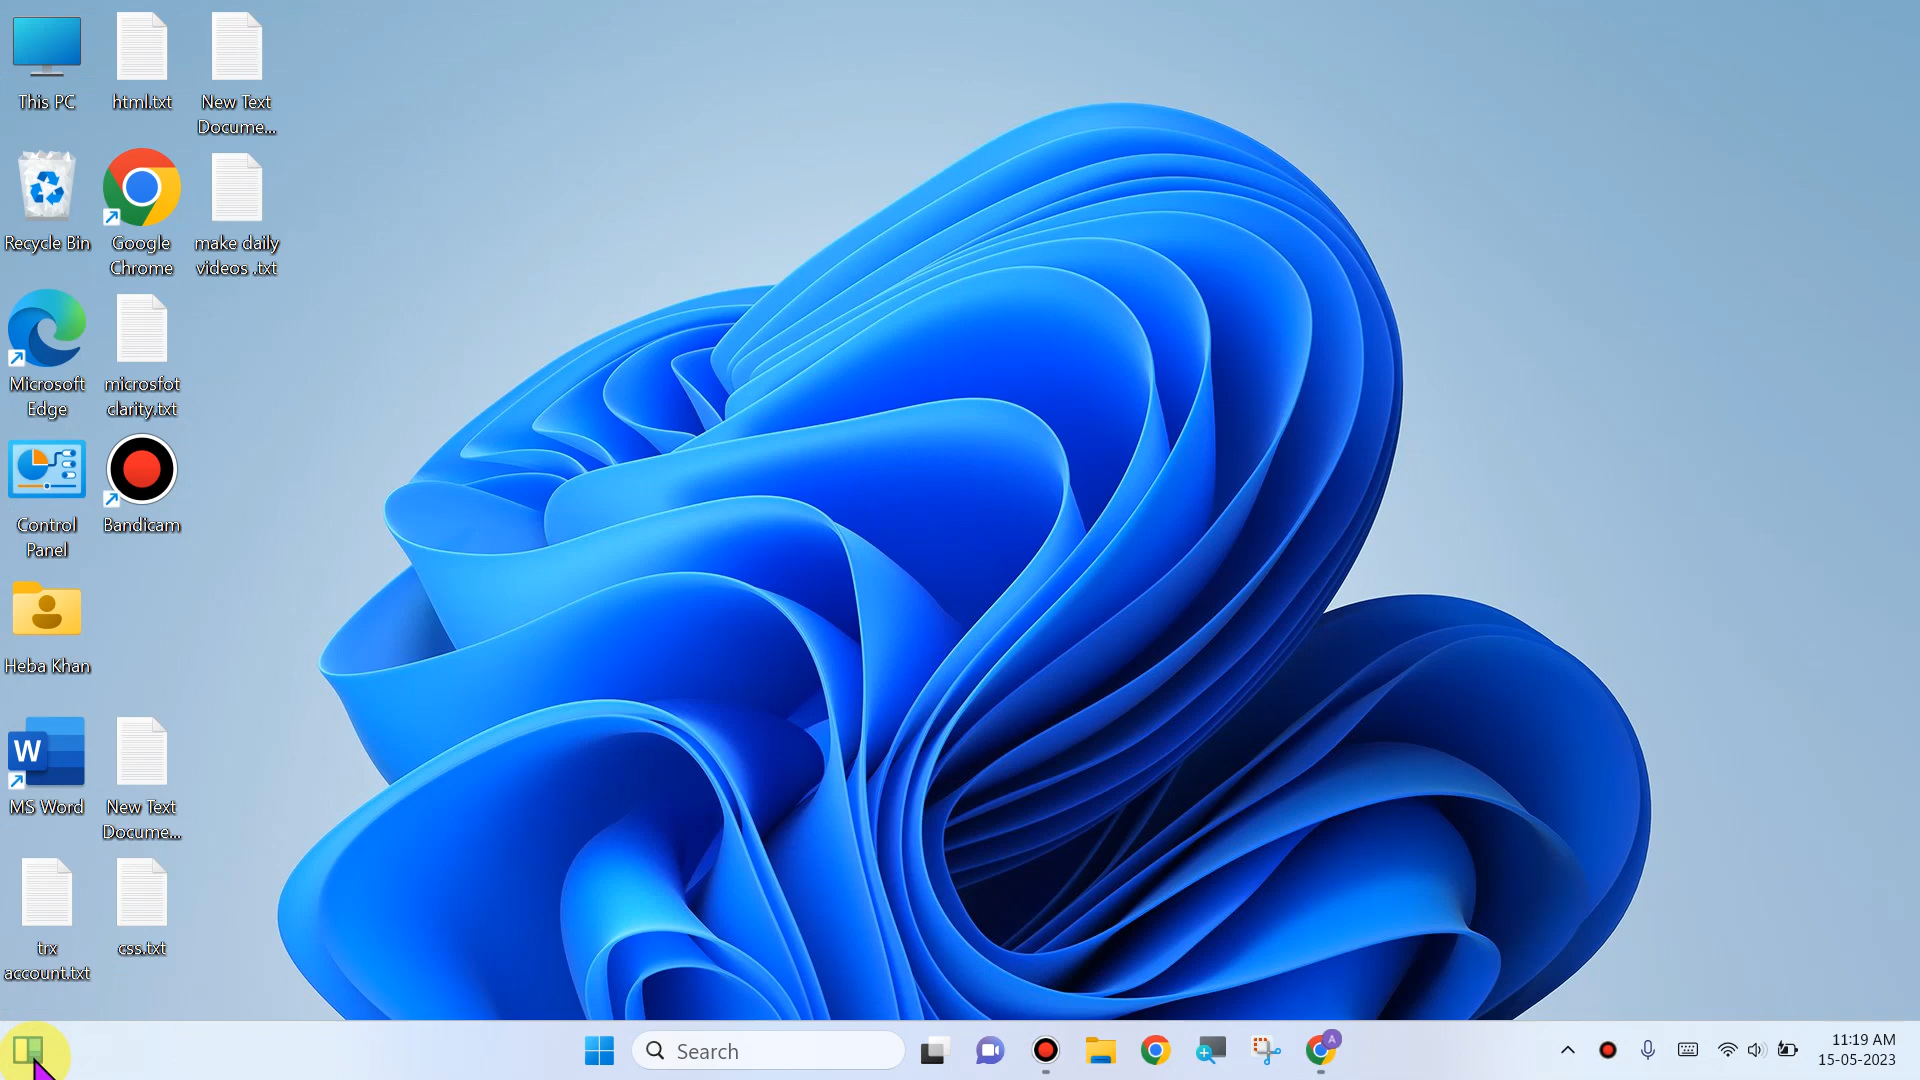 This PC
html.txt
New Text
Docume...
Recycle Bin
Google
Chrome
make daily
videos .txt
Microsoft
Edge
microsfot
clarity.txt
Control
Panel
Bandicam
Heba Khan
W
MS Word
New Text
Docume...
trx
account.txt
css.txt
Search
A
11:19 AM
15-05-2023